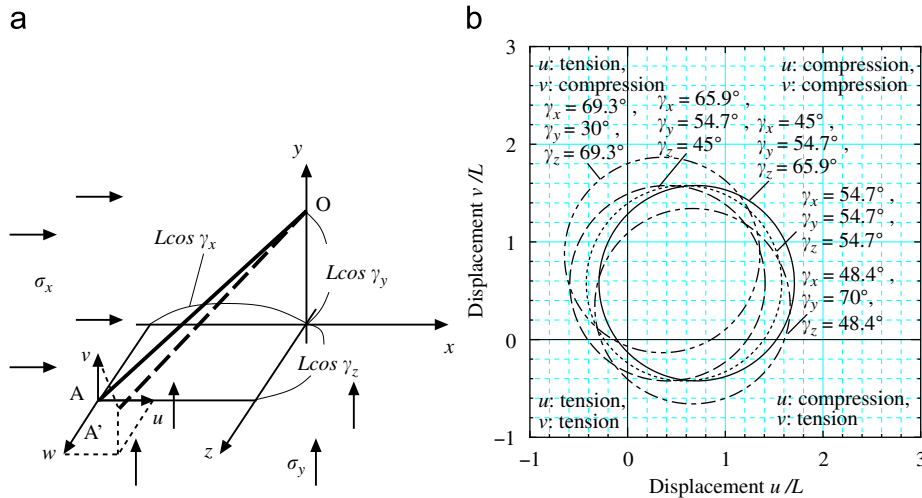 a
y
O
Lcos γx
Lcos γy
σx
x
Lcos γz
v
A
A'
u
w
z
σy
b
Displacement v/L
3
2
1
0
−1
u: tension,
v: compression
u: compression,
v: compression
γx = 69.3° ,
γy = 30° ,
γz = 69.3°
γx = 65.9° ,
γy = 54.7° ,
γz = 45°
γx = 45° ,
γy = 54.7° ,
γz = 65.9°
γx = 54.7° ,
γy = 54.7° ,
γz = 54.7°
γx = 48.4° ,
γy = 70°,
γz = 48.4°
u: tension,
v: tension
u: compression,
v: tension
−1 0 1 2 3
Displacement u/L